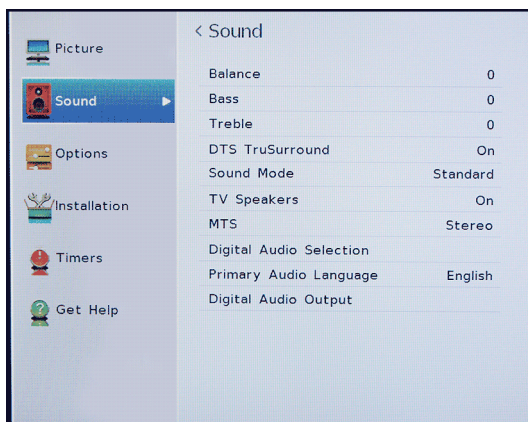 Picture
Sound
Options
Installation
Timers
Get Help
< Sound
Balance 0
Bass 0
Treble 0
DTS TruSurround On
Sound Mode Standard
TV Speakers On
MTS Stereo
Digital Audio Selection
Primary Audio Language English
Digital Audio Output